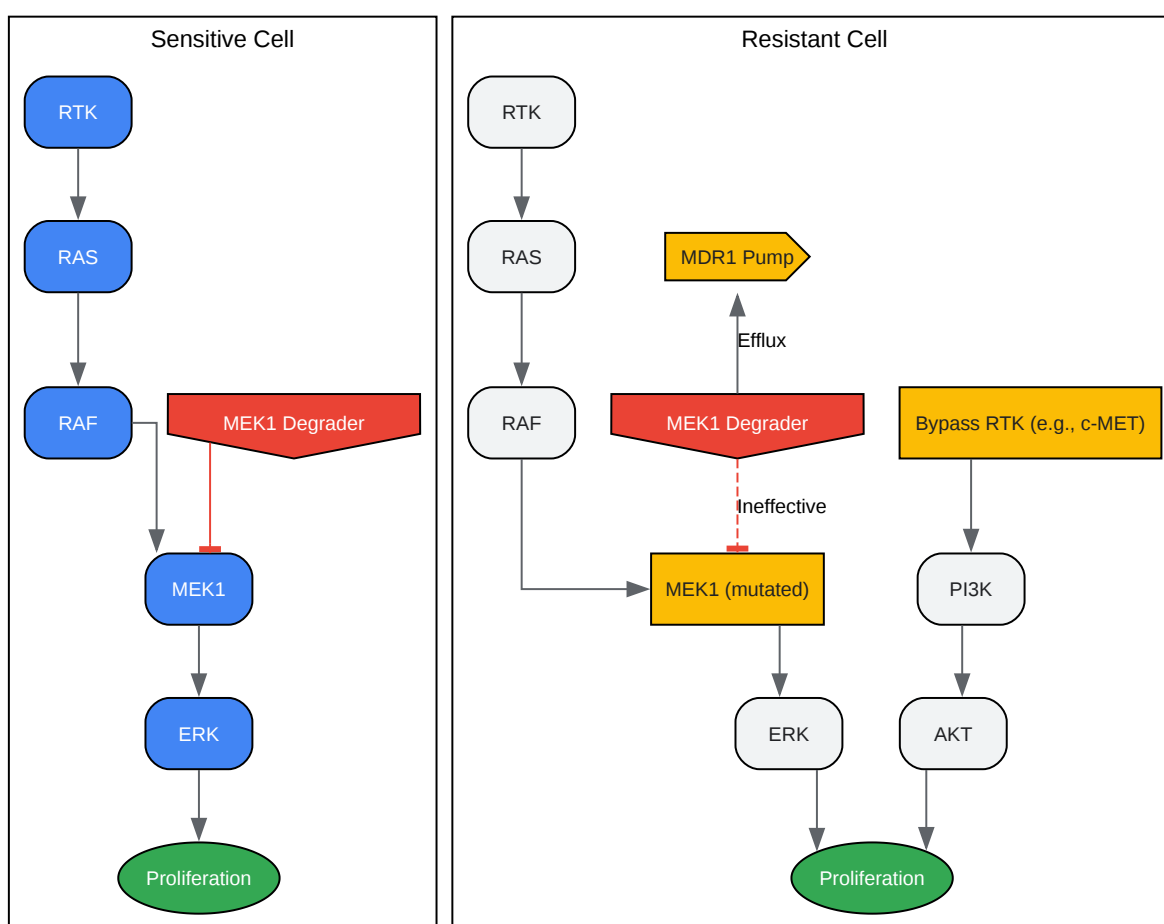 Sensitive Cell
RTK
RAS
RAF
MEK1 Degrader
MEK1
ERK
Proliferation
Resistant Cell
RTK
RAS
MDR1 Pump
Efflux
RAF
MEK1 Degrader
Bypass RTK (e.g., c-MET)
Ineffective
MEK1 (mutated)
PI3K
ERK
AKT
Proliferation